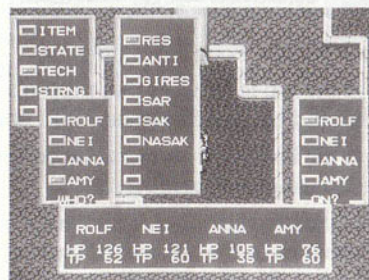 ITEM
STATE
TECH
STRNG
ROLF
NEI
ANNA
AMY
WHO?
RES
ANTI
GIRES
SAR
SAK
NASAK
ROLF
NEI
ANNA
AMY
ON?
ROLF NEI ANNA AMY
HP 126 HP 121 HP 105 HP 76
TP 52 TP 60 TP 35 TP 60